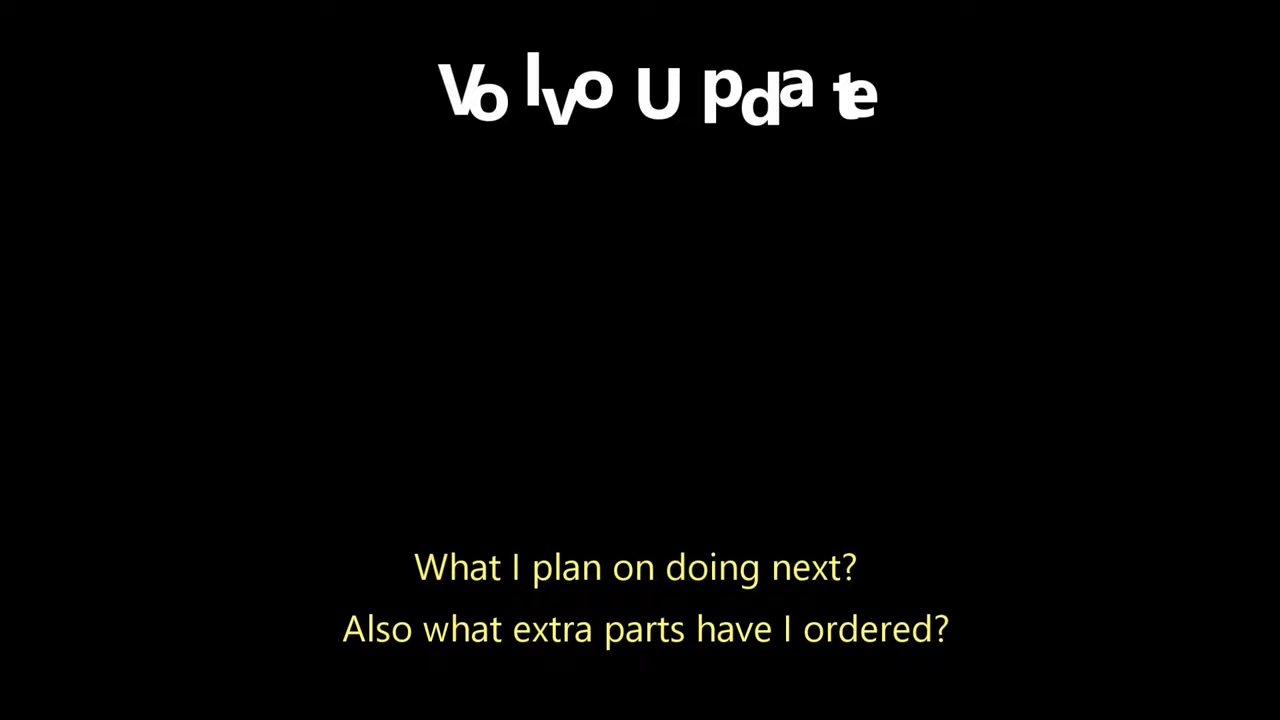 Volvo Update
What I plan on doing next?
Also what extra parts have I ordered?